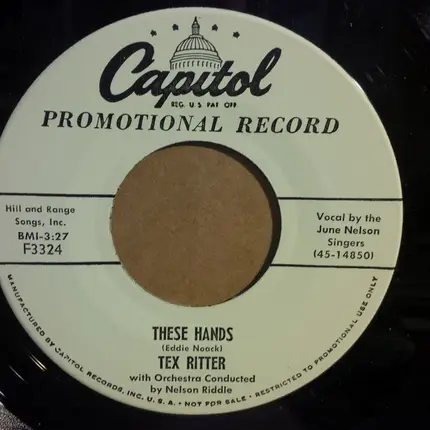 Capitol
REG. U.S. PAT. OFF.
PROMOTIONAL RECORD
Hill and Range
Songs, Inc.
BMI-3:27
F3324
Vocal by the
June Nelson
Singers
(45-14850)
THESE HANDS
(Eddie Noack)
TEX RITTER
with Orchestra Conducted
by Nelson Riddle
MANUFACTURED BY CAPITOL RECORDS, INC. U.S.A. • NOT FOR SALE • RESTRICTED TO PROMOTIONAL USE ONLY